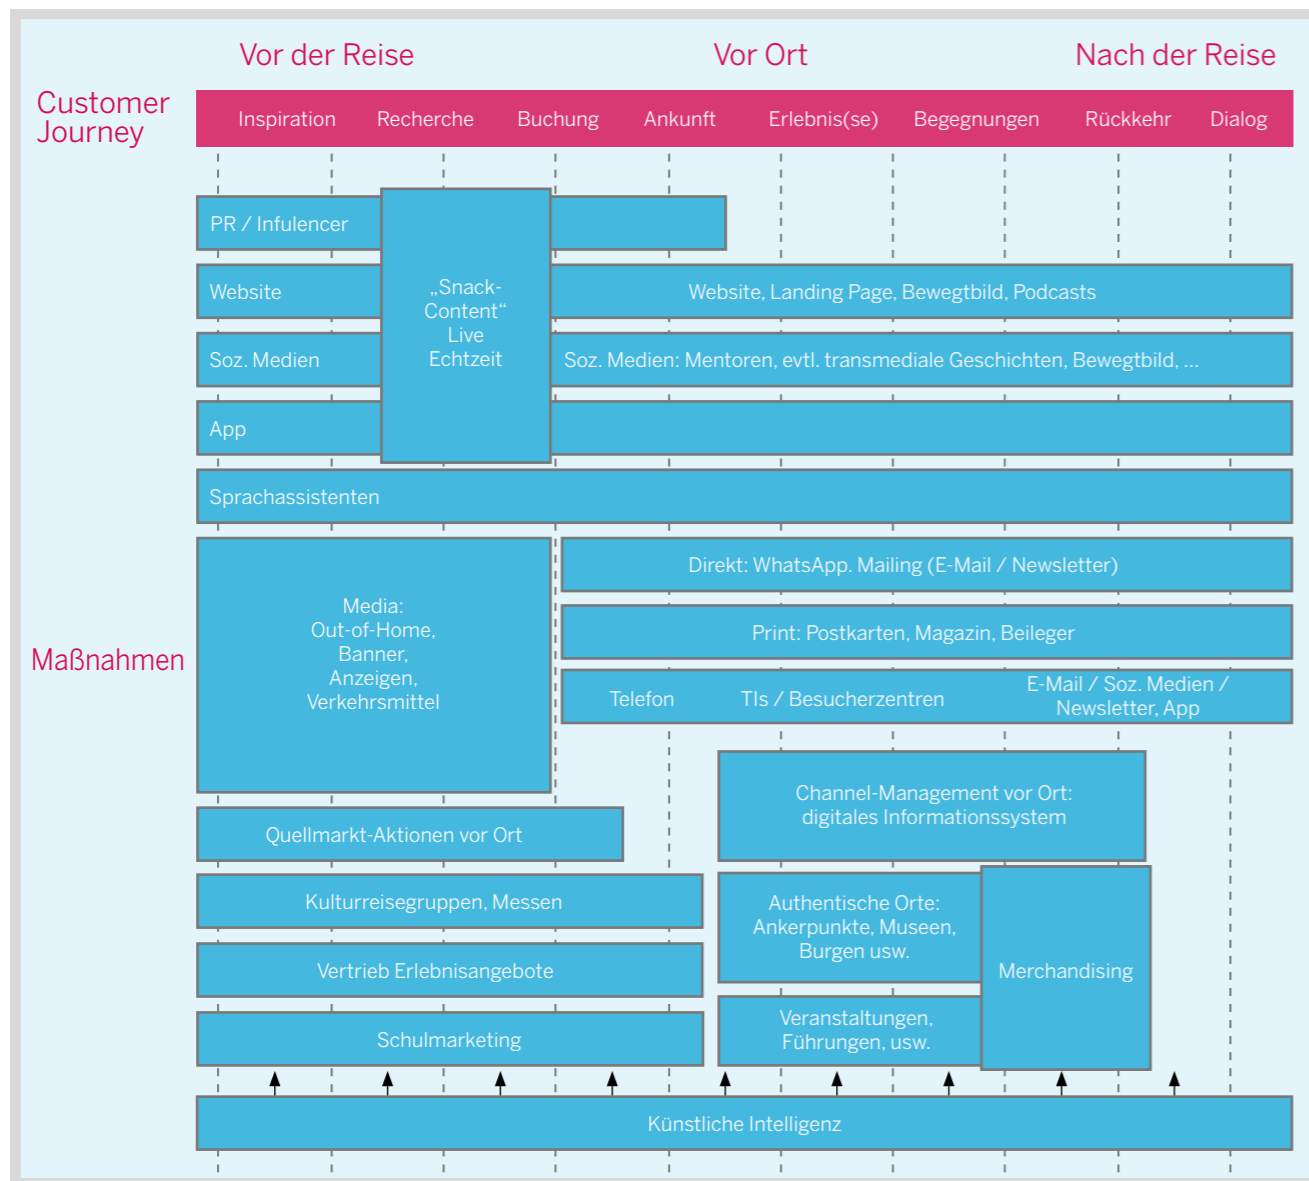 Vor der Reise
Vor Ort
Nach der Reise
Customer
Journey
Inspiration
Recherche
Buchung
Ankunft
Erlebnis(se)
Begegnungen
Rückkehr
Dialog
PR / Infulencer
Website
„Snack-
Content“
Live
Echtzeit
Website, Landing Page, Bewegtbild, Podcasts
Soz. Medien
Soz. Medien: Mentoren, evtl. transmediale Geschichten, Bewegtbild, ...
App
Sprachassistenten
Maßnahmen
Media:
Out-of-Home,
Banner,
Anzeigen,
Verkehrsmittel
Direkt: WhatsApp. Mailing (E-Mail / Newsletter)
Print: Postkarten, Magazin, Beileger
Telefon
TIs / Besucherzentren
E-Mail / Soz. Medien /
Newsletter, App
Channel-Management vor Ort:
digitales Informationssystem
Quellmarkt-Aktionen vor Ort
Kulturreisegruppen, Messen
Authentische Orte:
Ankerpunkte, Museen,
Burgen usw.
Merchandising
Vertrieb Erlebnisangebote
Veranstaltungen,
Führungen, usw.
Schulmarketing
Künstliche Intelligenz